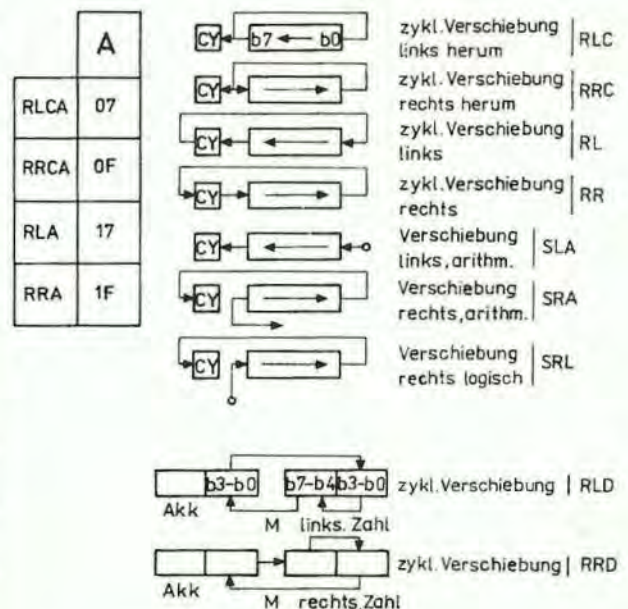 A
RLCA 07
RRCA 0F
RLA 17
RRA 1F
CY b7 b0 zykl.Verschiebung
links herum RLC
CY zykl.Verschiebung
rechts herum RRC
CY zykl.Verschiebung
links RL
CY zykl.Verschiebung
rechts RR
CY Verschiebung
links,arithm. SLA
CY Verschiebung
rechts,arithm. SRA
CY Verschiebung
rechts logisch SRL
b3-b0 b7-b4 b3-b0 zykl.Verschiebung RLD
Akk M links.Zahl
zykl.Verschiebung RRD
Akk M rechts.Zahl